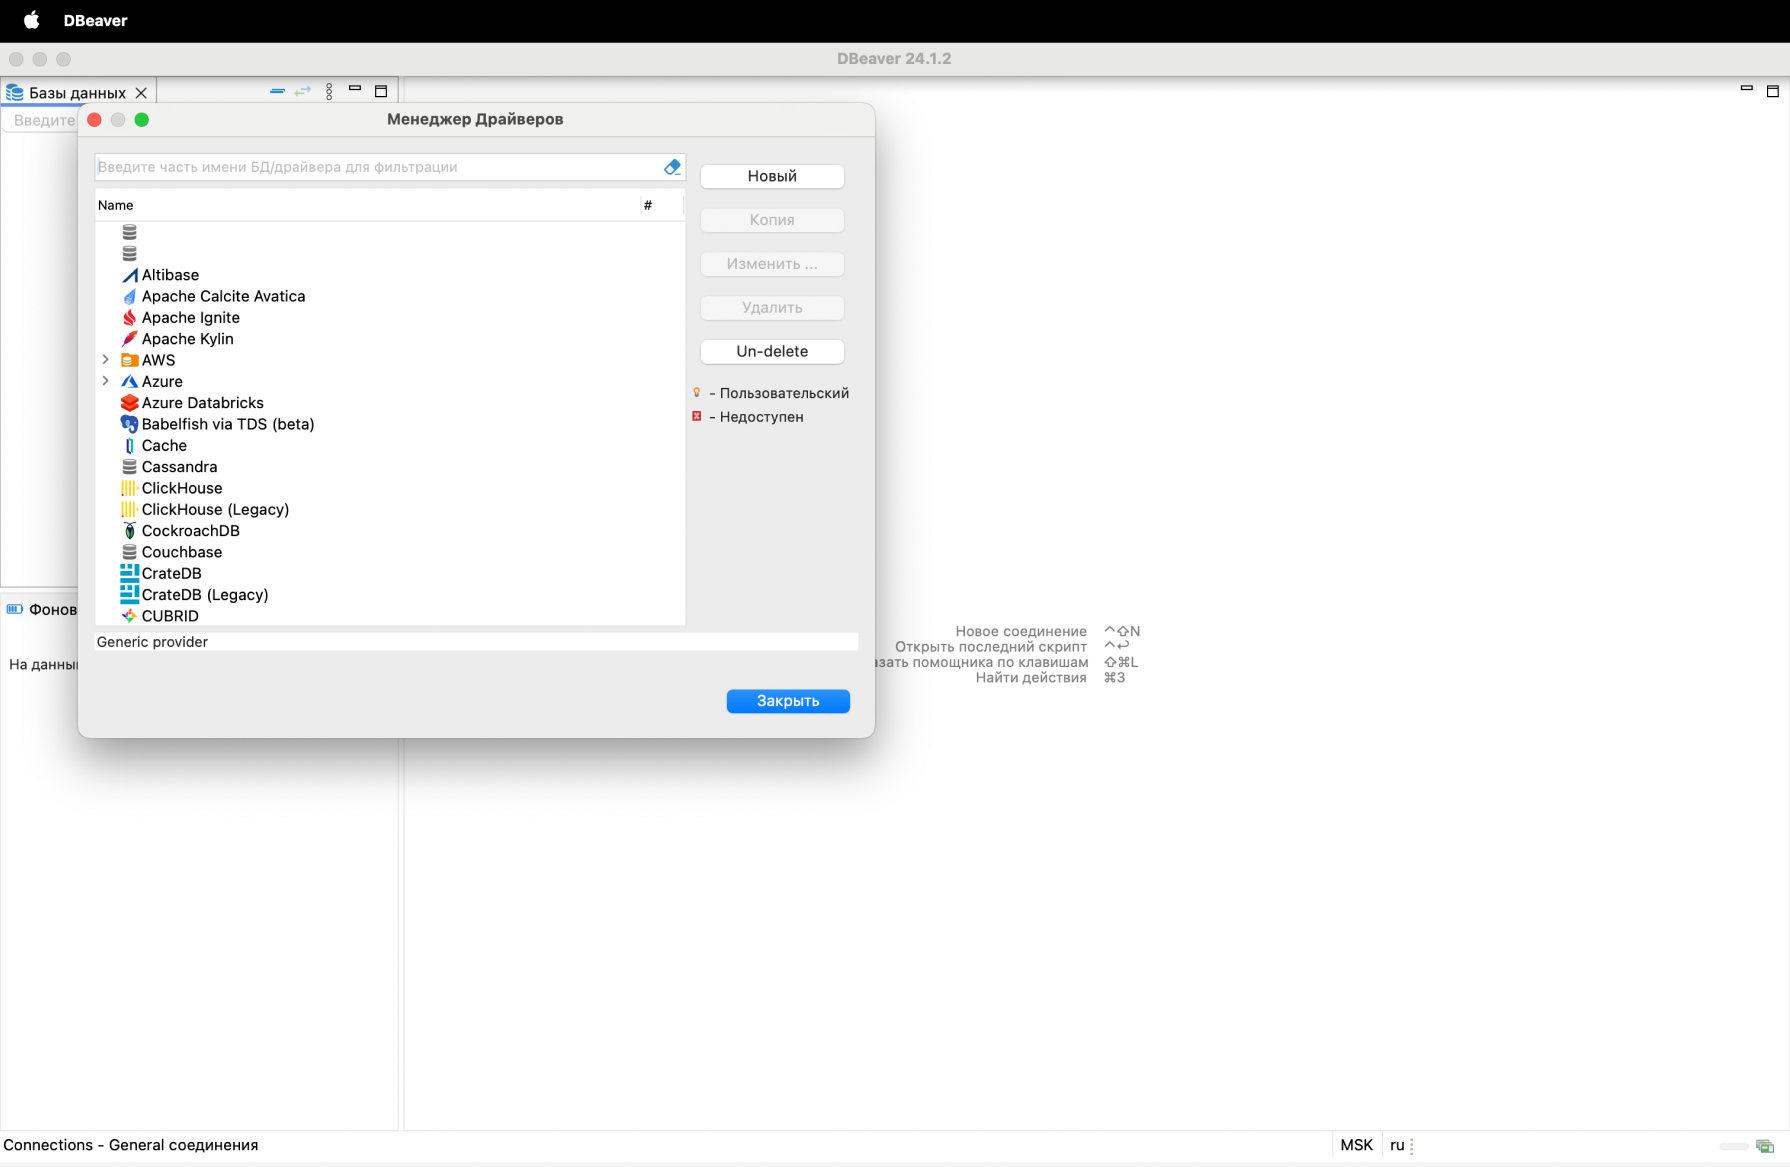 DBeaver
DBeaver 24.1.2
Базы данных
Введите
Менеджер Драйверов
Введите часть имени БД/драйвера для фильтрации
Name #
Altibase
Apache Calcite Avatica
Apache Ignite
Apache Kylin
AWS
Azure
Azure Databricks
Babelfish via TDS (beta)
Cache
Cassandra
ClickHouse
ClickHouse (Legacy)
CockroachDB
Couchbase
CrateDB
CrateDB (Legacy)
CUBRID
Generic provider
Новый
Копия
Изменить ...
Удалить
Un-delete
- Пользовательский
- Недоступен
Закрыть
Фонов
На данны
Новое соединение ^⇧N
Открыть последний скрипт ^↩
азать помощника по клавишам ⇧⌘L
Найти действия ⌘3
Connections - General соединения
MSK
ru